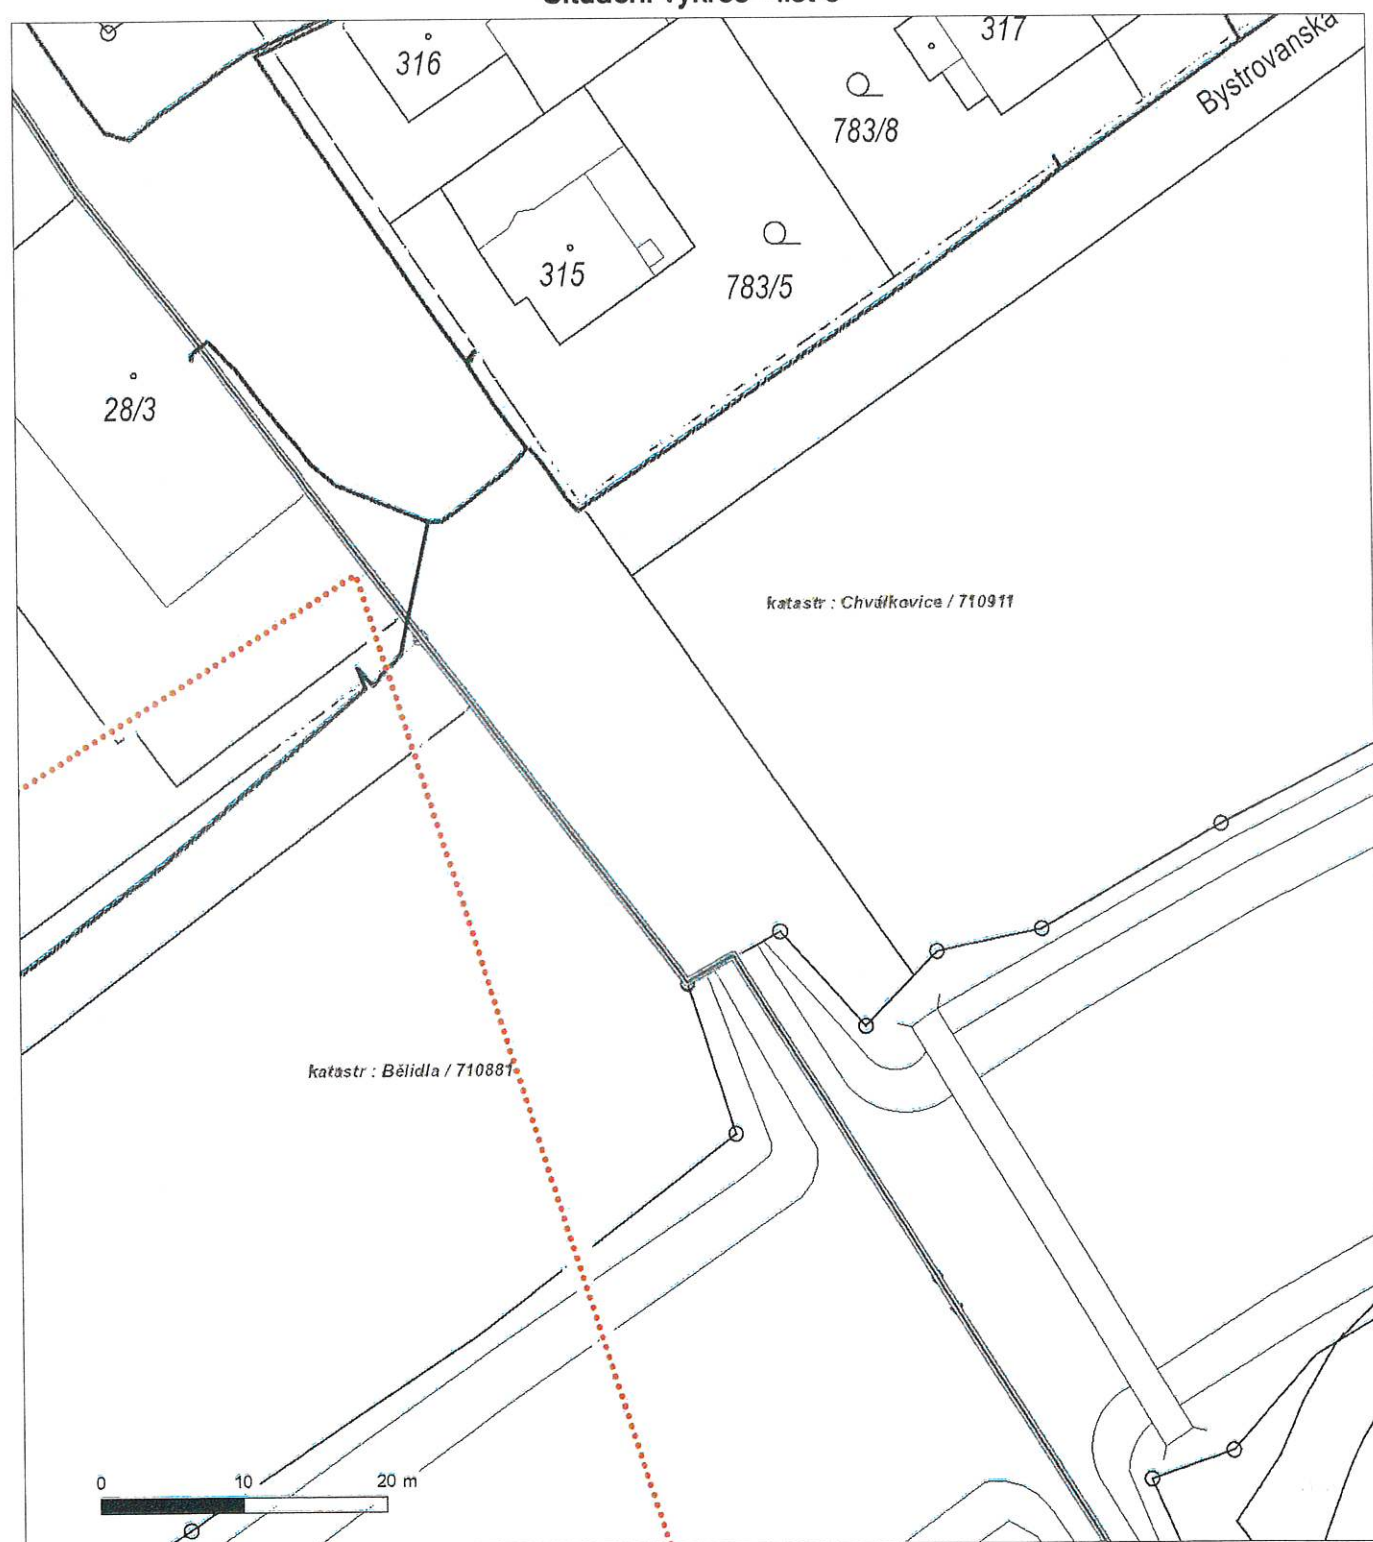 316
317
Bystrovanská
783/8
315
783/5
28/3
katastr : Chválkovice / 710911
katastr : Bělidla / 710881
0 10 20 m